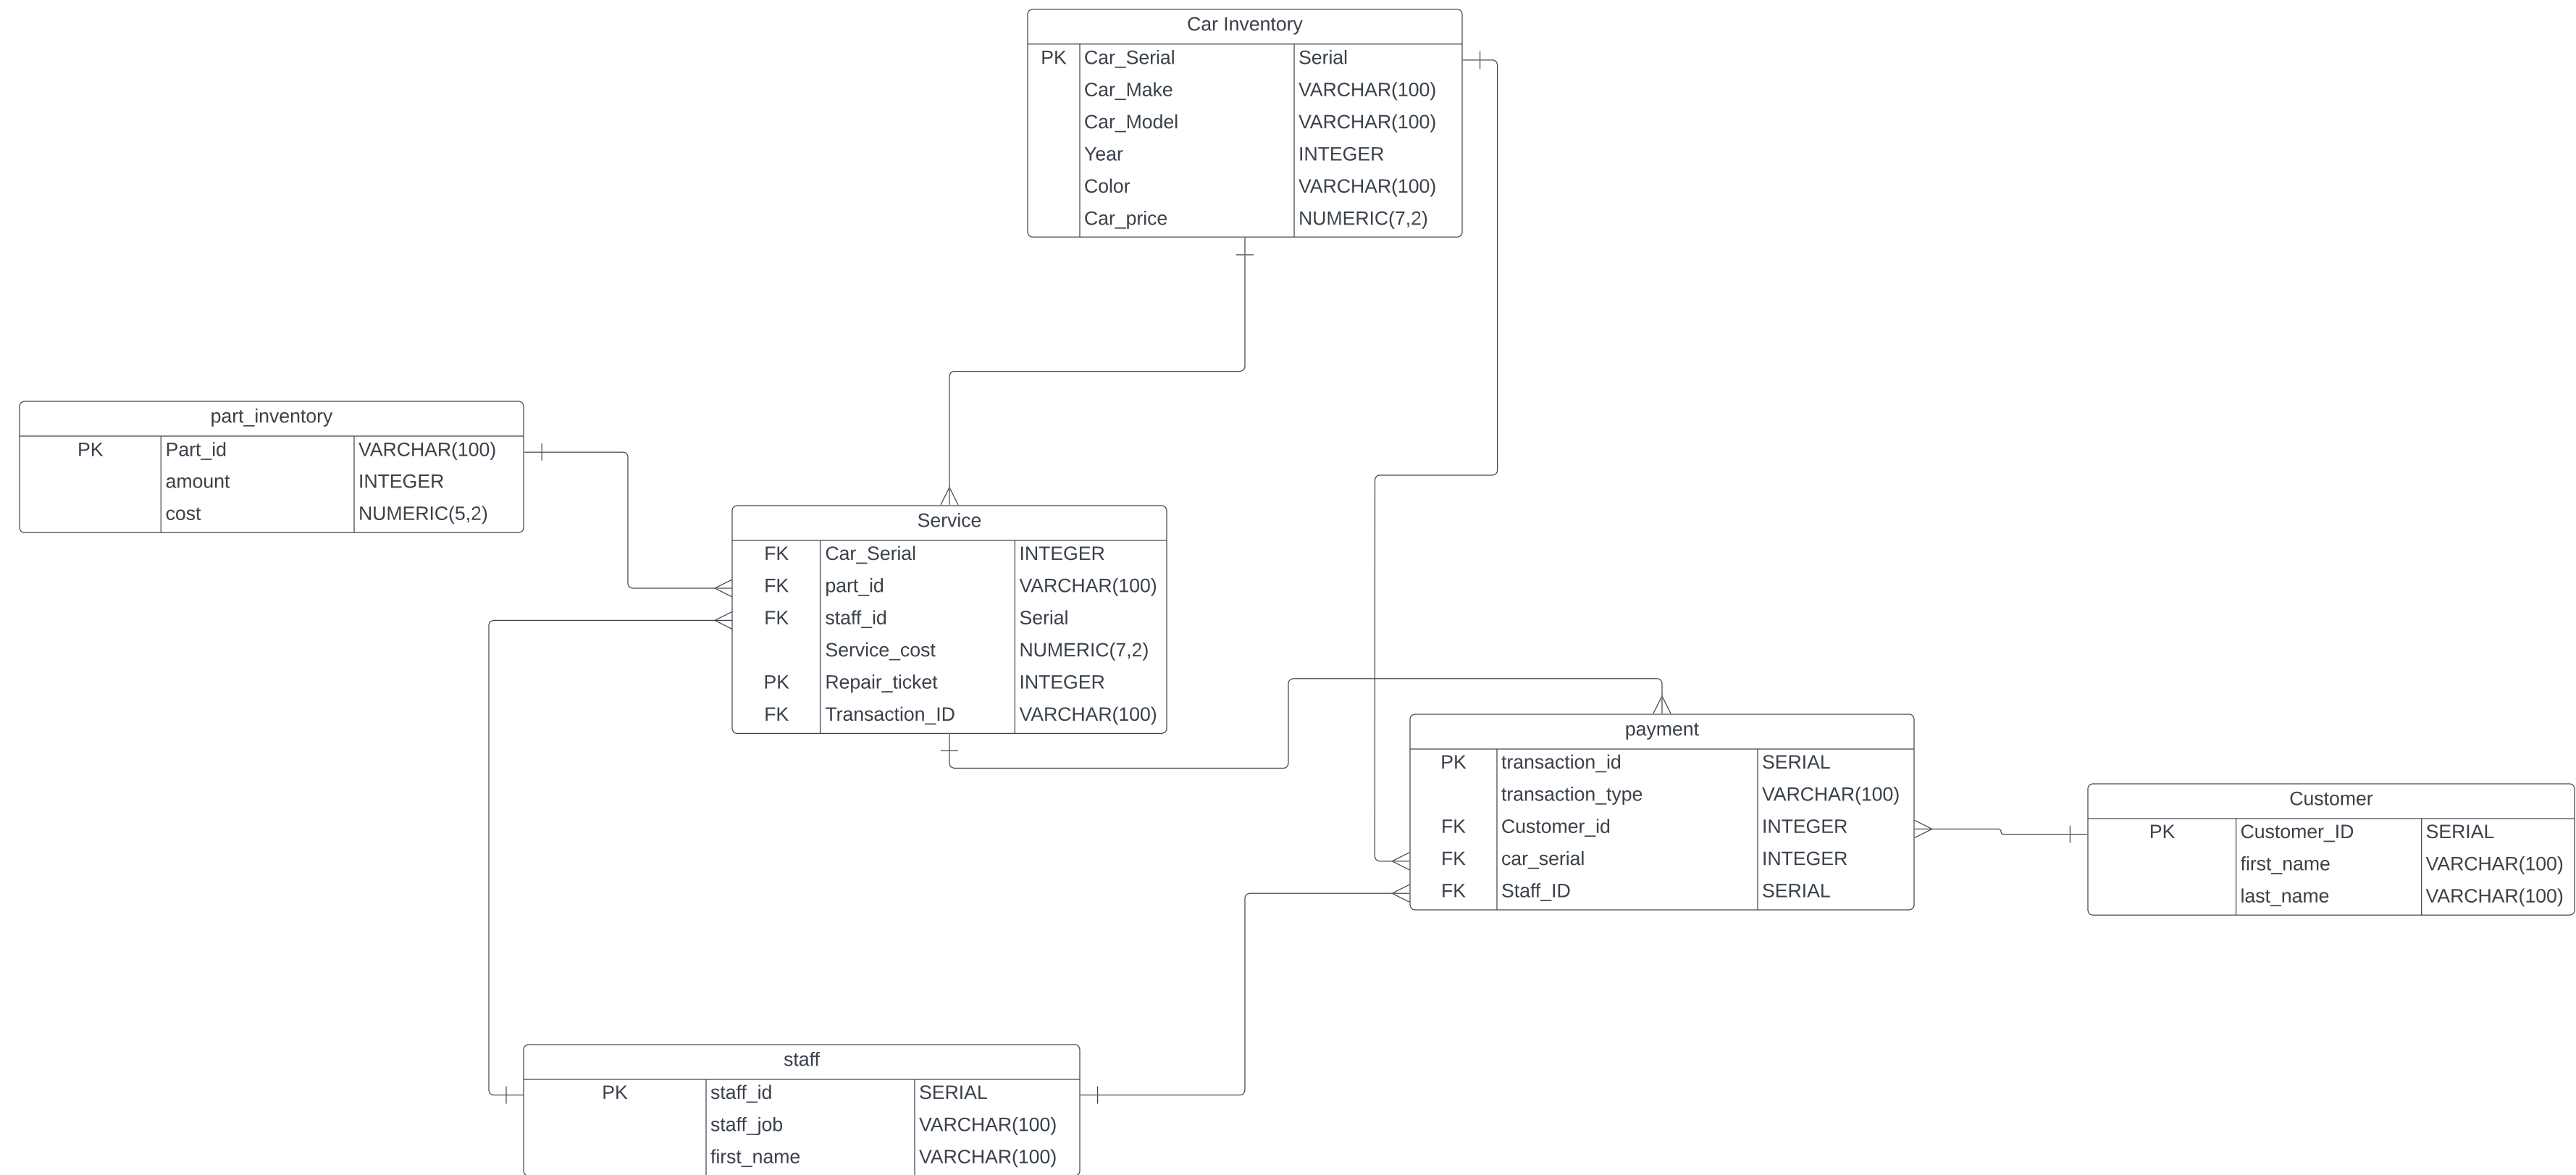 Car Inventory
PK Car_Serial Serial
Car_Make VARCHAR(100)
Car_Model VARCHAR(100)
Year INTEGER
Color VARCHAR(100)
Car_price NUMERIC(7,2)
part_inventory
PK Part_id VARCHAR(100)
amount INTEGER
cost NUMERIC(5,2)
Service
FK Car_Serial INTEGER
FK part_id VARCHAR(100)
FK staff_id Serial
Service_cost NUMERIC(7,2)
PK Repair_ticket INTEGER
FK Transaction_ID VARCHAR(100)
payment
PK transaction_id SERIAL
transaction_type VARCHAR(100)
FK Customer_id INTEGER
FK car_serial INTEGER
FK Staff_ID SERIAL
Customer
PK Customer_ID SERIAL
first_name VARCHAR(100)
last_name VARCHAR(100)
staff
PK staff_id SERIAL
staff_job VARCHAR(100)
first_name VARCHAR(100)